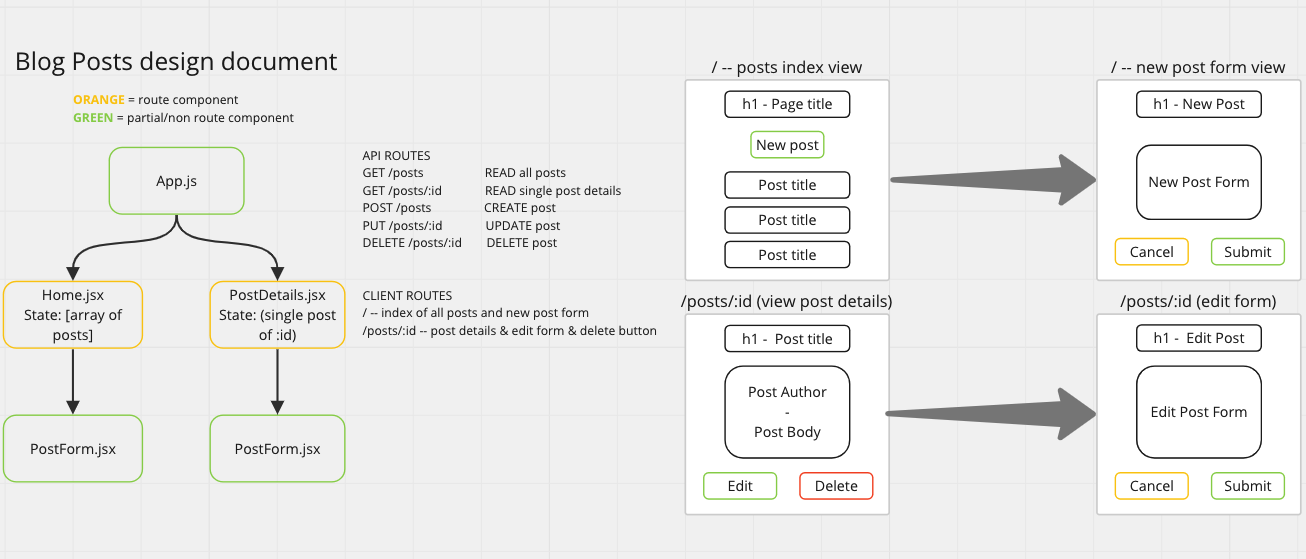 Blog Posts design document
ORANGE = route component
GREEN = partial/non route component
App.js
Home.jsx
State: [array of
posts]
PostDetails.jsx
State: (single post
of :id)
PostForm.jsx
PostForm.jsx
API ROUTES
GET /posts READ all posts
GET /posts/:id READ single post details
POST /posts CREATE post
PUT /posts/:id UPDATE post
DELETE /posts/:id DELETE post
CLIENT ROUTES
/ -- index of all posts and new post form
/posts/:id -- post details & edit form & delete button
/ -- posts index view
h1 - Page title
New post
Post title
Post title
Post title
/ -- new post form view
h1 - New Post
New Post Form
Cancel
Submit
/posts/:id (view post details)
h1 - Post title
Post Author
-
Post Body
Edit
Delete
/posts/:id (edit form)
h1 - Edit Post
Edit Post Form
Cancel
Submit